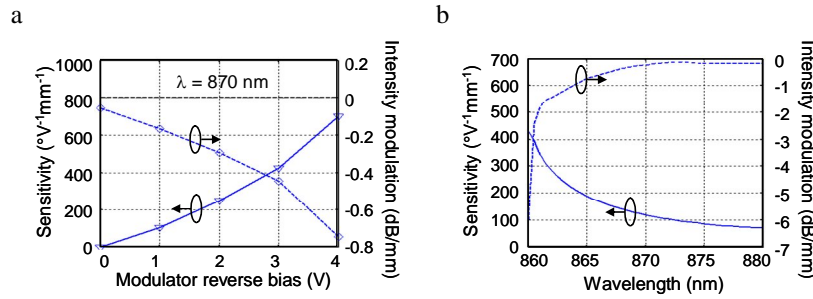 a
1000
800
600
400
200
0
Sensitivity (°V⁻¹mm⁻¹)
λ = 870 nm
0.2
0
-0.2
-0.4
-0.6
-0.8
Intensity modulation (dB/mm)
0 1 2 3 4
Modulator reverse bias (V)
b
700
600
500
400
300
200
100
0
Sensitivity (°V⁻¹mm⁻¹)
0
-1
-2
-3
-4
-5
-6
-7
Intensity modulation (dB/mm)
860 865 870 875 880
Wavelength (nm)